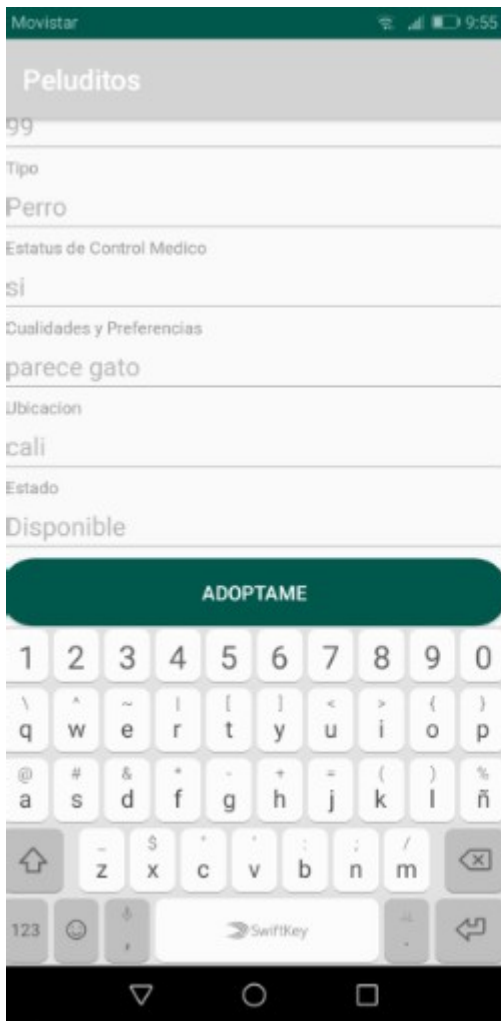 Movistar 9:55
Peluditos
99
Tipo
Perro
Estatus de Control Medico
si
Cualidades y Preferencias
parece gato
Ubicacion
cali
Estado
Disponible
ADOPTAME
1 2 3 4 5 6 7 8 9 0
\ ^ ~ | [ ] < > { }
q w e r t y u i o p
@ # & * - + = ( ) %
a s d f g h j k l ñ
_ $ " ' : ; /
z x c v b n m
123 , SwiftKey .